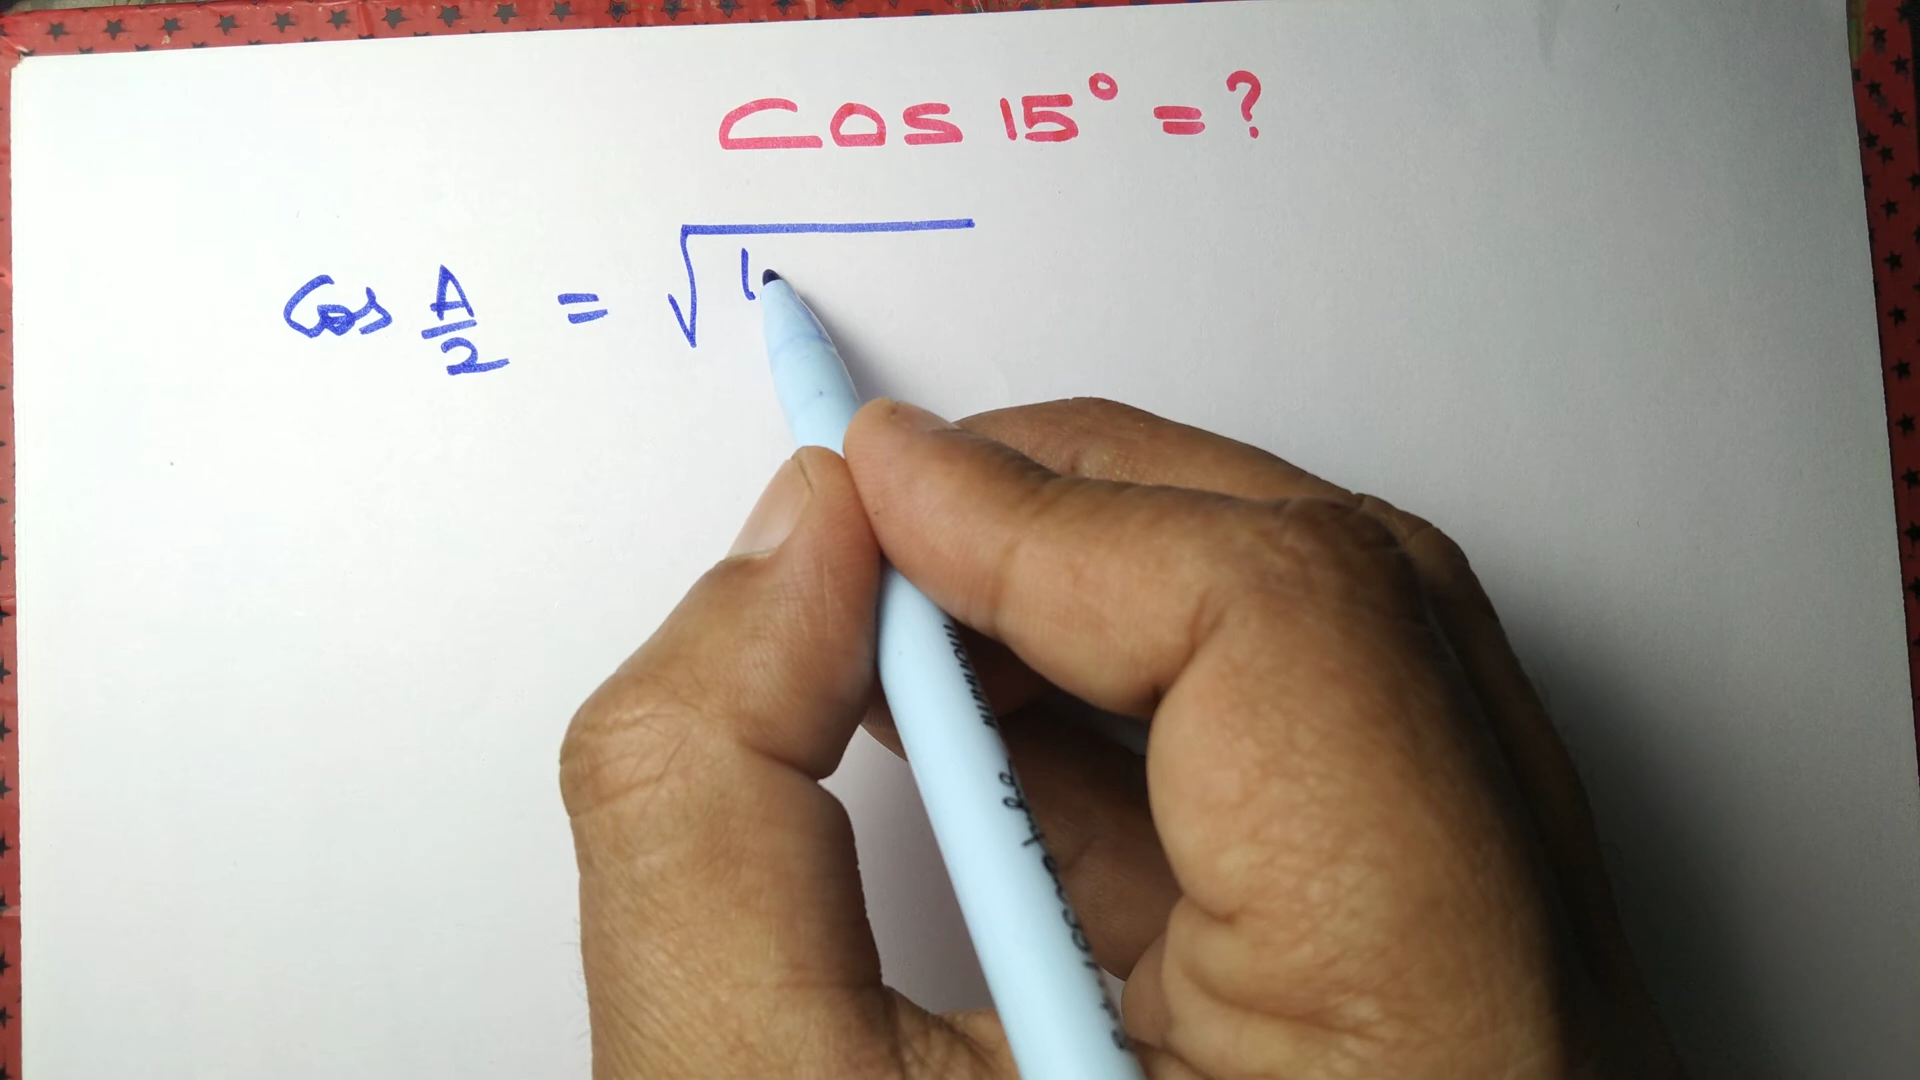 COS 15° = ?
Cos A/2 = √1